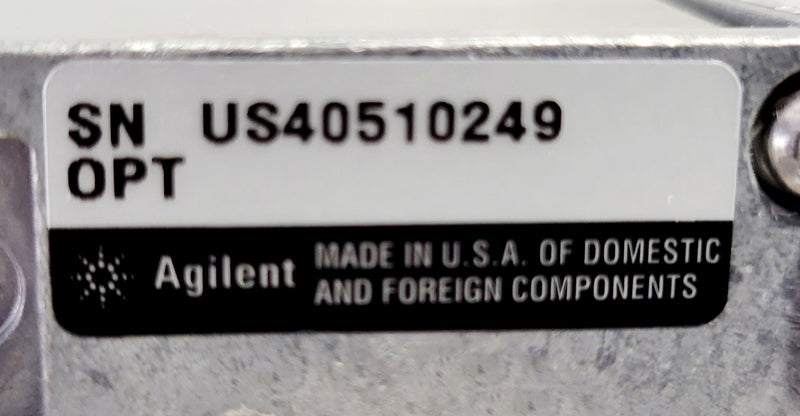 SN US40510249
OPT
Agilent
MADE IN U.S.A. OF DOMESTIC
AND FOREIGN COMPONENTS